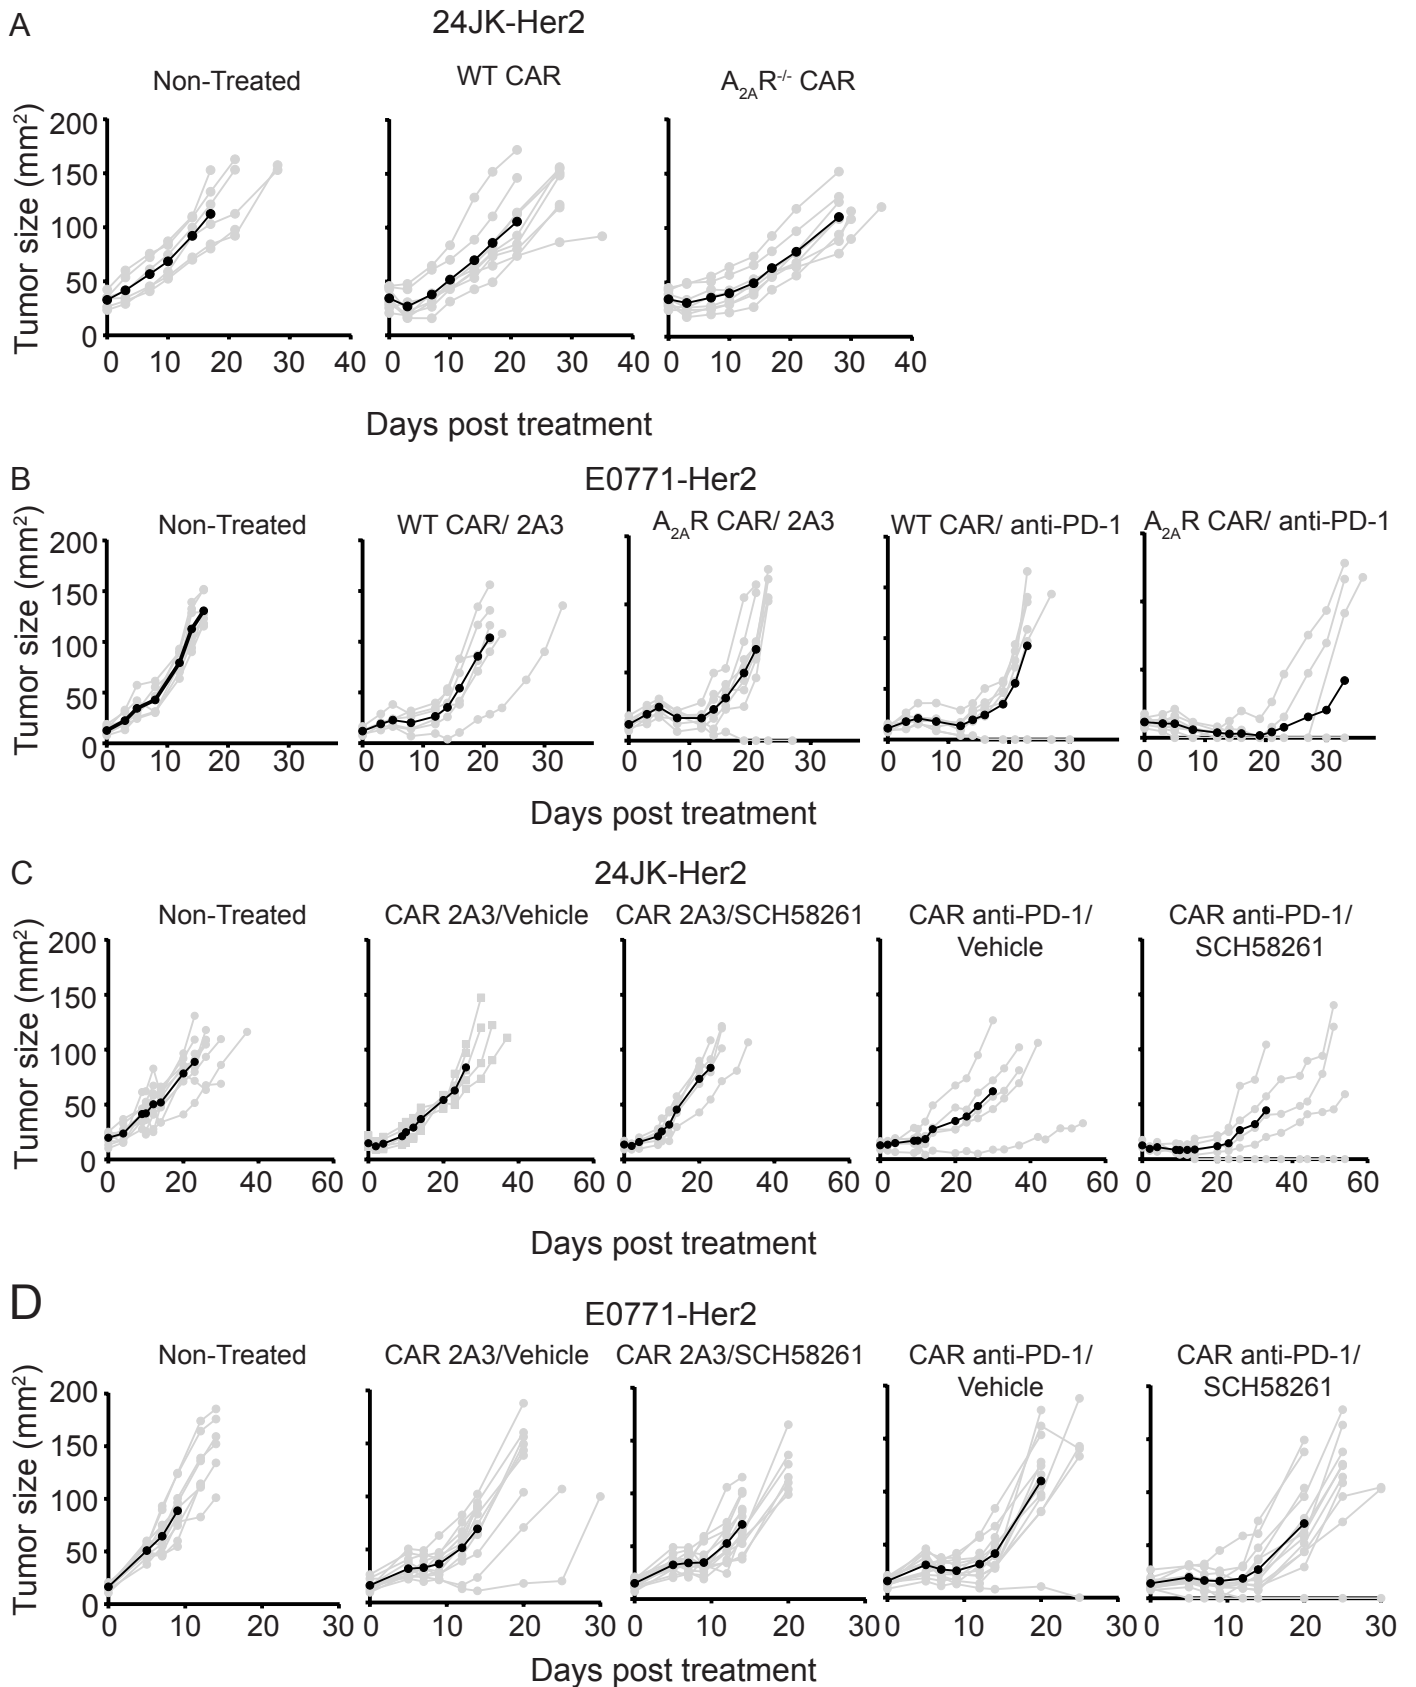 A
24JK-Her2
Non-Treated
WT CAR
A2AR-/- CAR
Tumor size (mm2)
200
150
100
50
0
0 10 20 30 40
0 10 20 30 40
0 10 20 30 40
Days post treatment
B
E0771-Her2
Non-Treated
WT CAR/ 2A3
A2AR CAR/ 2A3
WT CAR/ anti-PD-1
A2AR CAR/ anti-PD-1
Tumor size (mm2)
200
150
100
50
0
0 10 20 30
0 10 20 30
0 10 20 30
0 10 20 30
0 10 20 30
Days post treatment
C
24JK-Her2
Non-Treated
CAR 2A3/Vehicle
CAR 2A3/SCH58261
CAR anti-PD-1/
Vehicle
CAR anti-PD-1/
SCH58261
Tumor size (mm2)
200
150
100
50
0
0 20 40 60
0 20 40 60
0 20 40 60
0 20 40 60
0 20 40 60
Days post treatment
D
E0771-Her2
Non-Treated
CAR 2A3/Vehicle
CAR 2A3/SCH58261
CAR anti-PD-1/
Vehicle
CAR anti-PD-1/
SCH58261
Tumor size (mm2)
200
150
100
50
0
0 10 20 30
0 10 20 30
0 10 20 30
0 10 20 30
0 10 20 30
Days post treatment